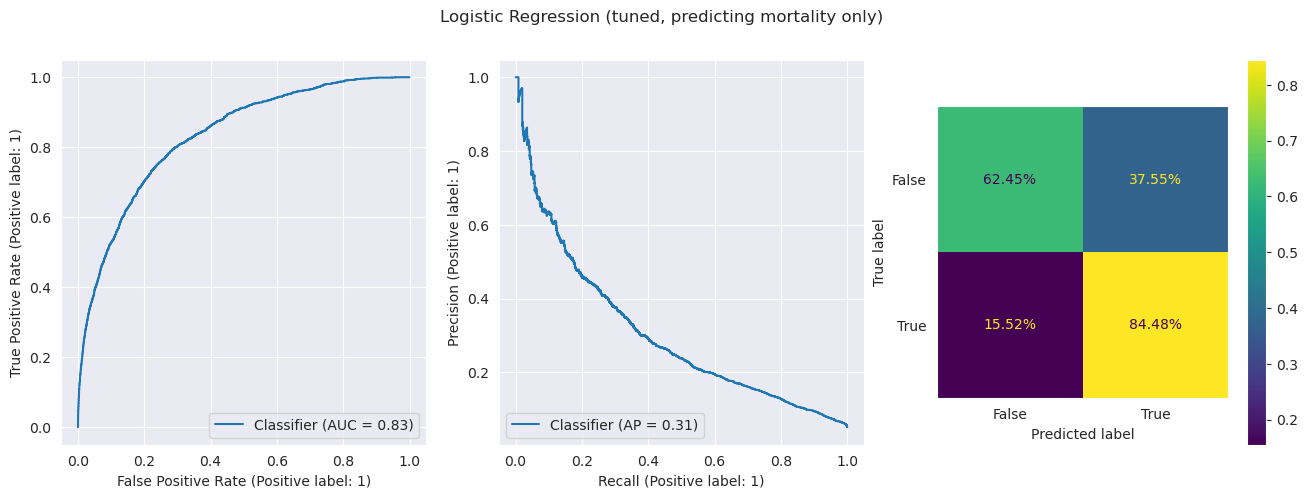 Logistic Regression (tuned, predicting mortality only)
True Positive Rate (Positive label: 1)
1.0
0.8
0.6
0.4
0.2
0.0
Classifier (AUC = 0.83)
0.0 0.2 0.4 0.6 0.8 1.0
False Positive Rate (Positive label: 1)
Precision (Positive label: 1)
1.0
0.8
0.6
0.4
0.2
Classifier (AP = 0.31)
0.0 0.2 0.4 0.6 0.8 1.0
Recall (Positive label: 1)
True label
False 62.45% 37.55%
True 15.52% 84.48%
False True
Predicted label
0.8
0.7
0.6
0.5
0.4
0.3
0.2